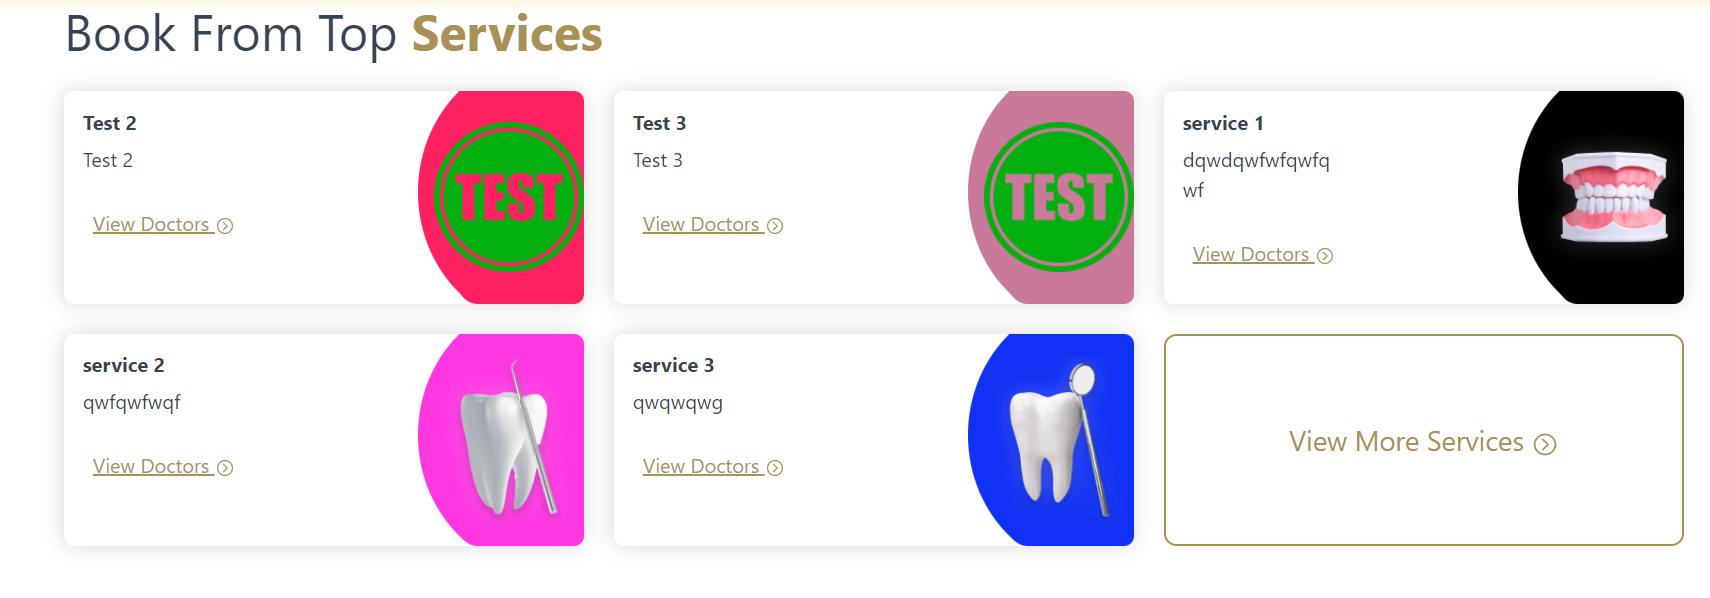 Book From Top Services
Test 2
Test 2
View Doctors
TEST
Test 3
Test 3
View Doctors
TEST
service 1
dqwdqwfwfqwfq
wf
View Doctors
service 2
qwfqwfwqf
View Doctors
service 3
qwqwqwg
View Doctors
View More Services